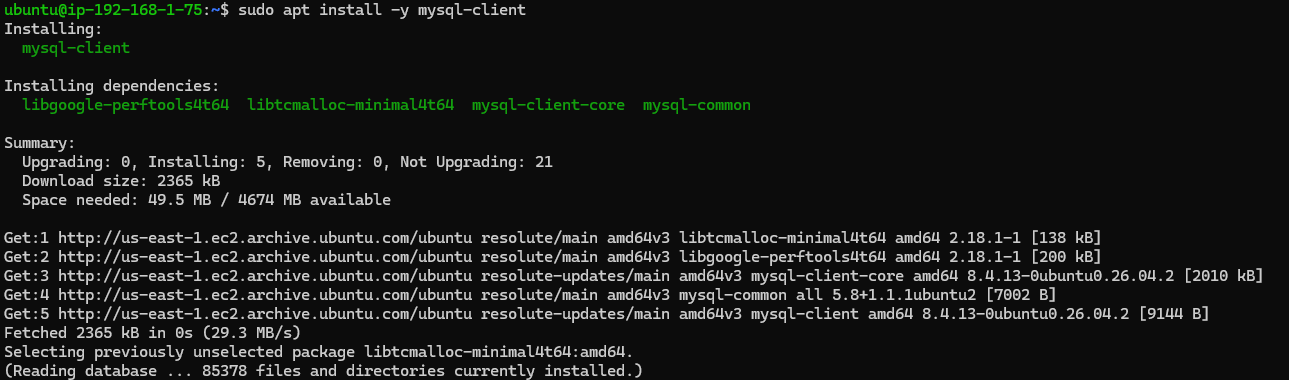 ubuntu@ip-192-168-1-75:~$ sudo apt install -y mysql-client
Installing:
  mysql-client

Installing dependencies:
  libgoogle-perftools4t64  libtcmalloc-minimal4t64  mysql-client-core  mysql-common

Summary:
  Upgrading: 0, Installing: 5, Removing: 0, Not Upgrading: 21
  Download size: 2365 kB
  Space needed: 49.5 MB / 4674 MB available

Get:1 http://us-east-1.ec2.archive.ubuntu.com/ubuntu resolute/main amd64v3 libtcmalloc-minimal4t64 amd64 2.18.1-1 [138 kB]
Get:2 http://us-east-1.ec2.archive.ubuntu.com/ubuntu resolute/main amd64v3 libgoogle-perftools4t64 amd64 2.18.1-1 [200 kB]
Get:3 http://us-east-1.ec2.archive.ubuntu.com/ubuntu resolute-updates/main amd64v3 mysql-client-core amd64 8.4.13-0ubuntu0.26.04.2 [2010 kB]
Get:4 http://us-east-1.ec2.archive.ubuntu.com/ubuntu resolute/main amd64v3 mysql-common all 5.8+1.1.1ubuntu2 [7002 B]
Get:5 http://us-east-1.ec2.archive.ubuntu.com/ubuntu resolute-updates/main amd64v3 mysql-client amd64 8.4.13-0ubuntu0.26.04.2 [9144 B]
Fetched 2365 kB in 0s (29.3 MB/s)
Selecting previously unselected package libtcmalloc-minimal4t64:amd64.
(Reading database ... 85378 files and directories currently installed.)